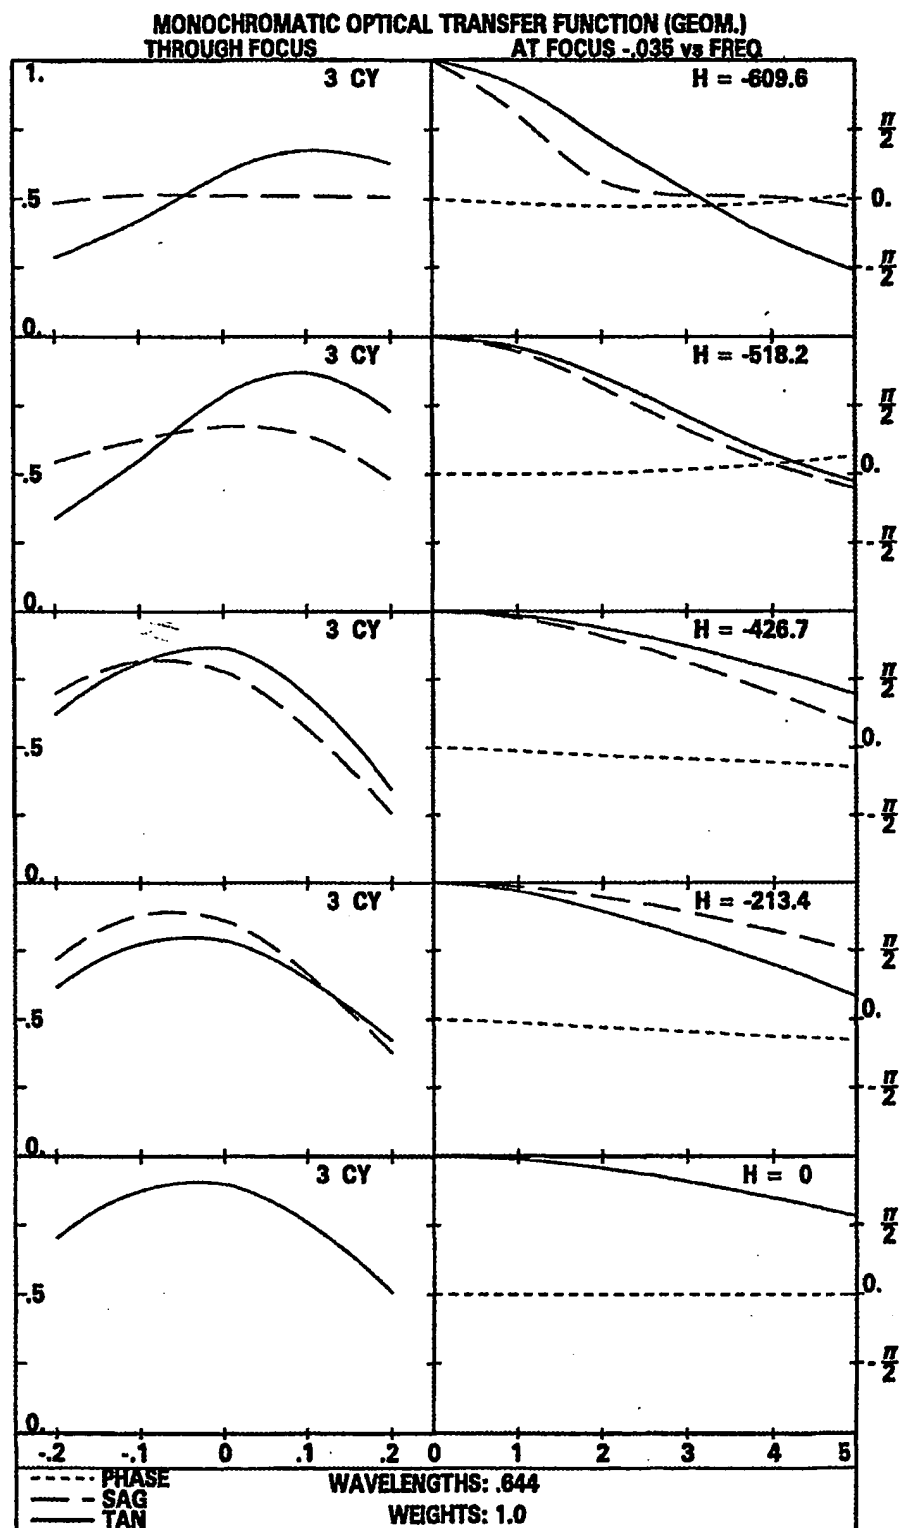 MONOCHROMATIC OPTICAL TRANSFER FUNCTION (GEOM.)
THROUGH FOCUS AT FOCUS -.035 vs FREQ
1. 3 CY H = -609.6
π/2
.5 0.
-π/2
0.
3 CY H = -518.2
π/2
.5 0.
-π/2
0.
3 CY H = -426.7
π/2
.5 0.
-π/2
0.
3 CY H = -213.4
π/2
.5 0.
-π/2
0.
3 CY H = 0
π/2
.5 0.
-π/2
0.
-.2 -.1 0 .1 .2 0 1 2 3 4 5
PHASE WAVELENGTHS: .644
SAG
TAN WEIGHTS: 1.0